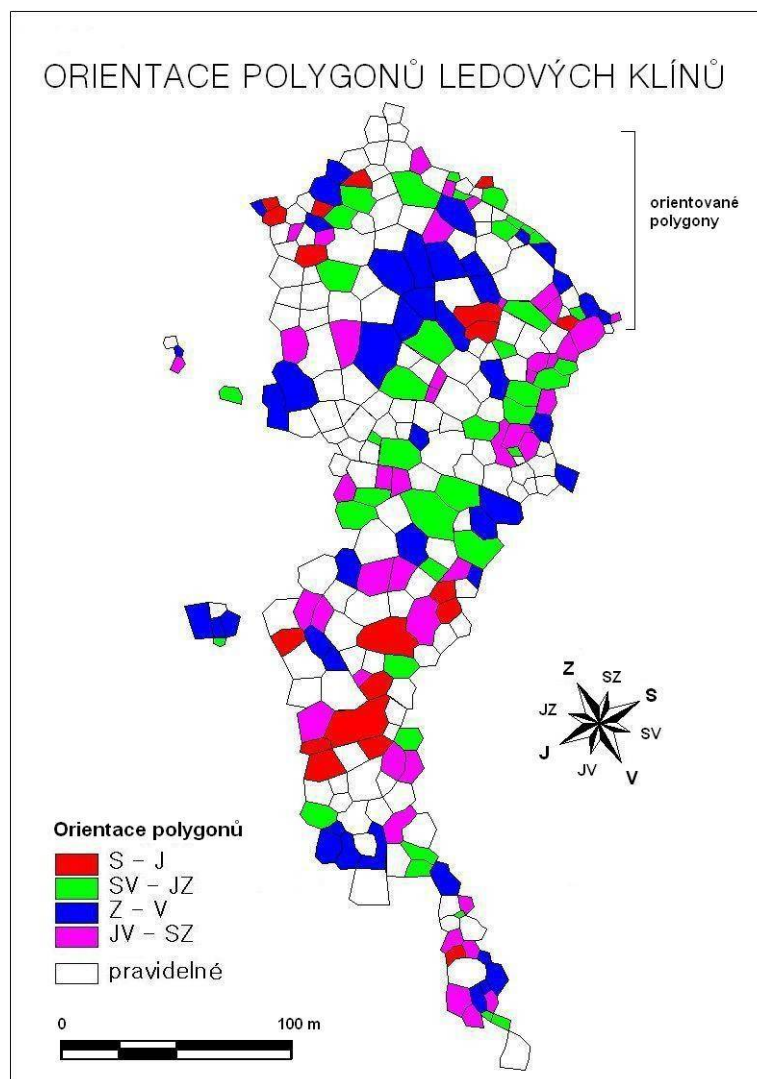 ORIENTACE POLYGONŮ LEDOVÝCH KLÍNŮ
orientované
polygony
Z
SZ
S
JZ
SV
J
JV
V
Orientace polygonů
S – J
SV – JZ
Z – V
JV – SZ
pravidelné
0 100 m